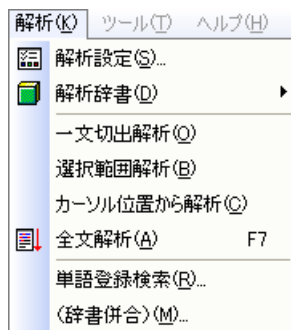 解析(K) ツール(T) ヘルプ(H)
解析設定(S)...
解析辞書(D)
一文切出解析(O)
選択範囲解析(B)
カーソル位置から解析(C)
全文解析(A) F7
単語登録検索(R)...
(辞書併合)(M)...